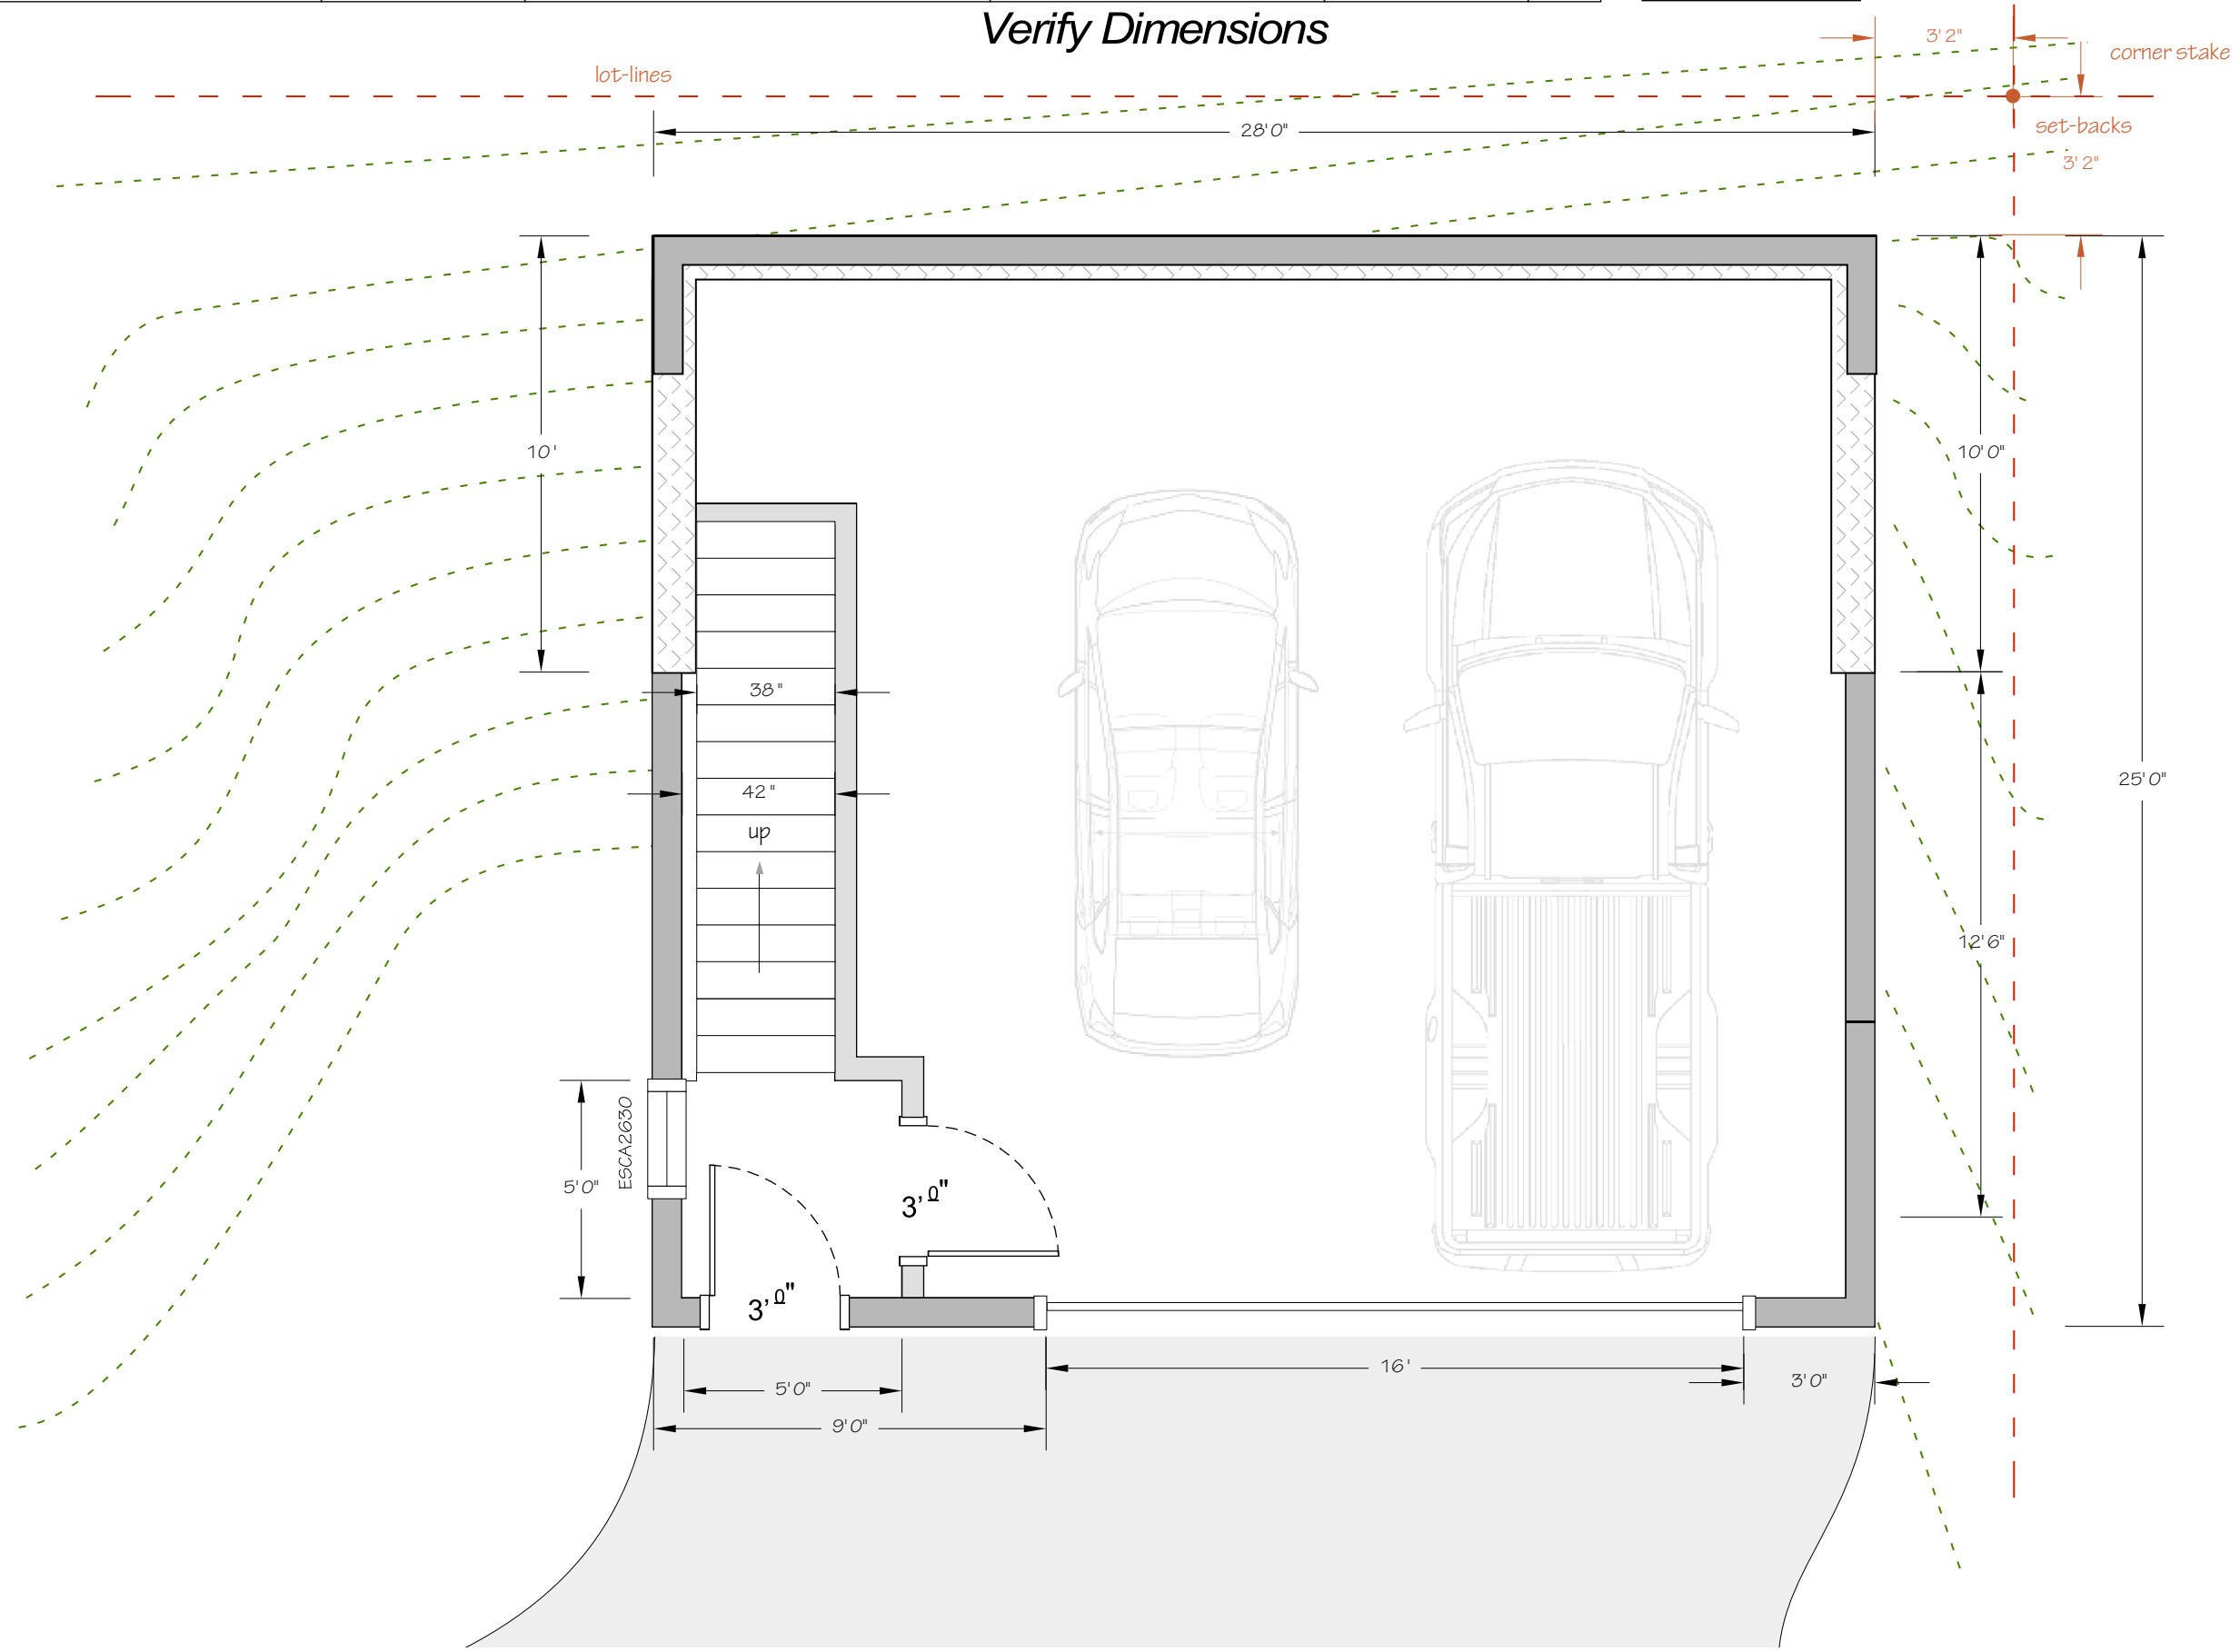 Verify Dimensions
3'2"
corner stake
lot-lines
28'0"
set-backs
3'2"
10'
10'0"
38"
42"
25'0"
up
12'6"
ESCA2630
5'0"
3'0"
3'0"
16'
5'0"
3'0"
9'0"